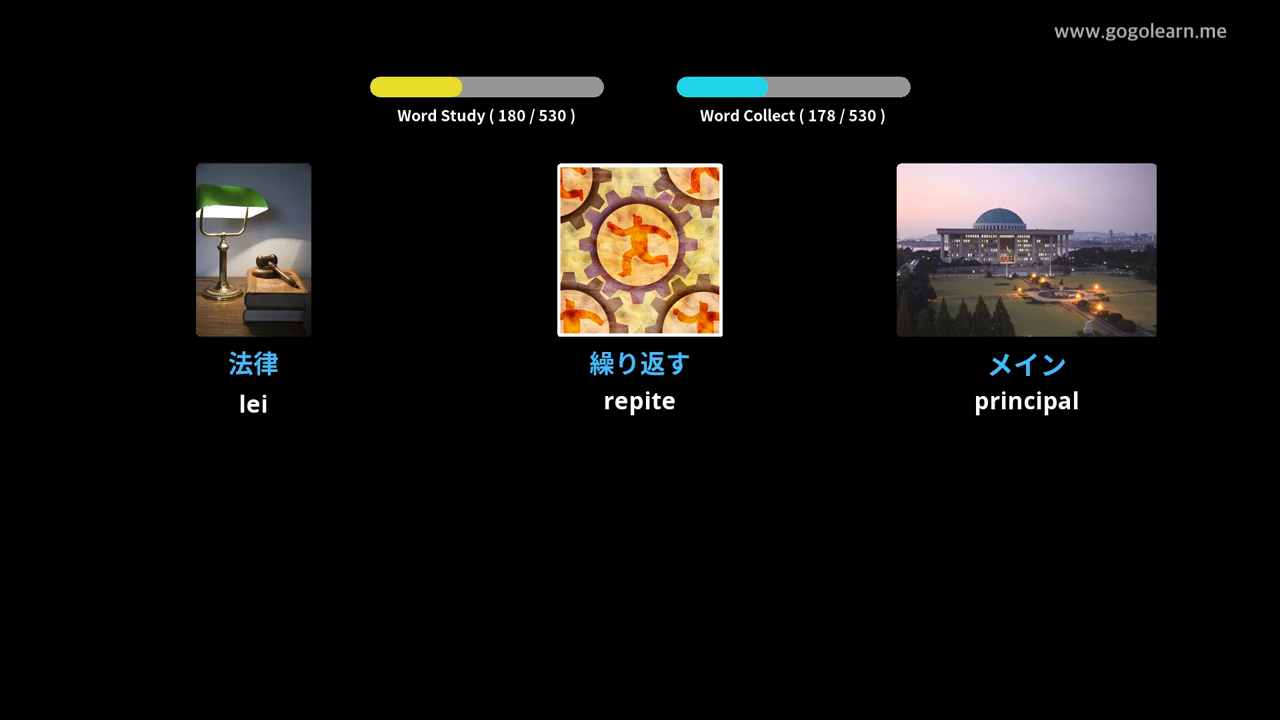 www.gogolearn.me
Word Study ( 180 / 530 )
Word Collect ( 178 / 530 )
法律
lei
繰り返す
repite
メイン
principal